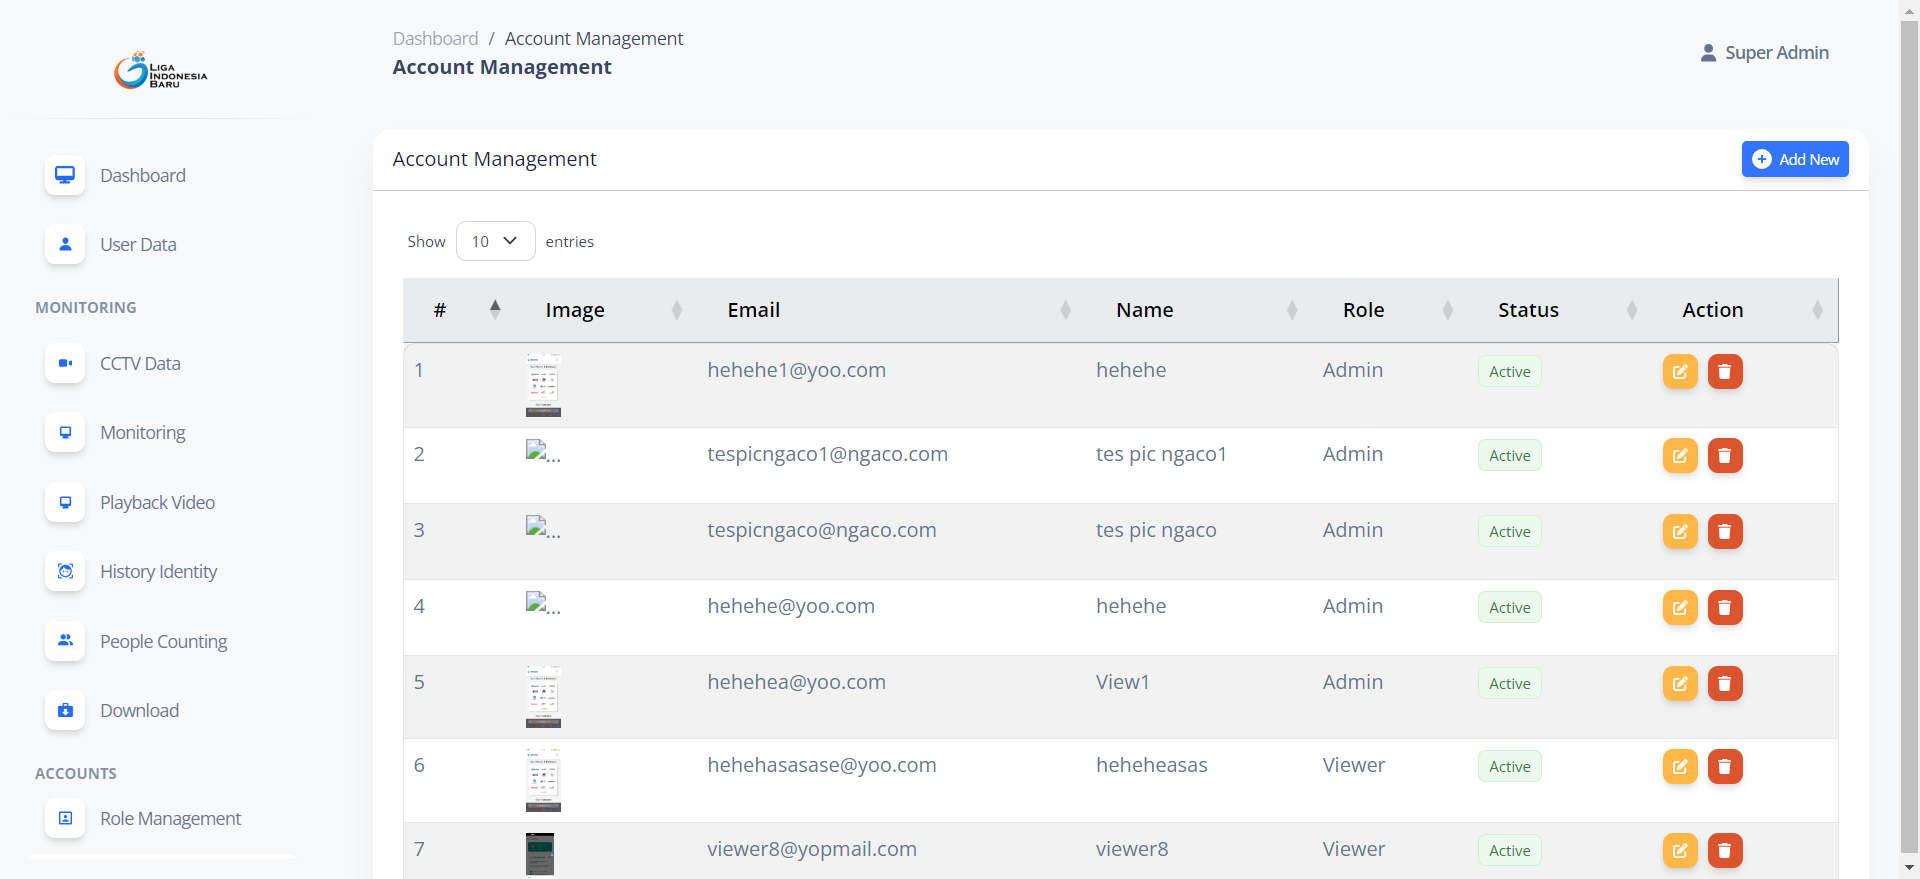 LIGA
INDONESIA
BARU
Dashboard
User Data
MONITORING
CCTV Data
Monitoring
Playback Video
History Identity
People Counting
Download
ACCOUNTS
Role Management
Dashboard / Account Management
Account Management
Super Admin
Account Management
Add New
Show 10 entries
# Image Email Name Role Status Action
1 hehehe1@yoo.com hehehe Admin Active
2 ... tespicngaco1@ngaco.com tes pic ngaco1 Admin Active
3 ... tespicngaco@ngaco.com tes pic ngaco Admin Active
4 ... hehehe@yoo.com hehehe Admin Active
5 hehehea@yoo.com View1 Admin Active
6 hehehasasase@yoo.com heheheasas Viewer Active
7 viewer8@yopmail.com viewer8 Viewer Active